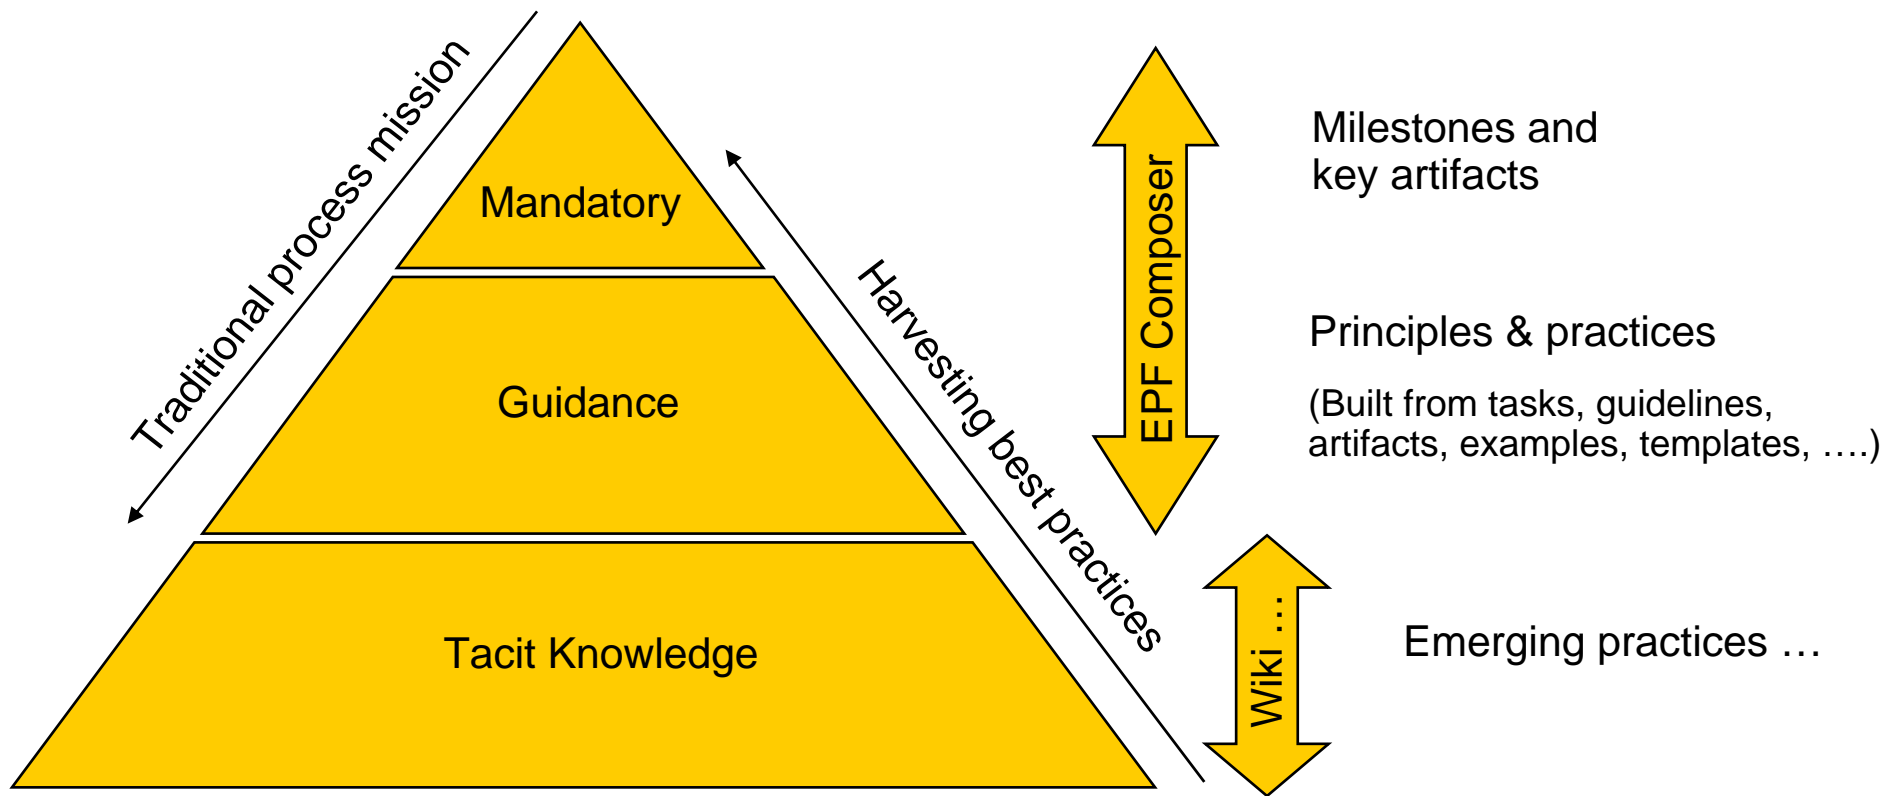 Traditional process mission
Mandatory
Guidance
Tacit Knowledge
Harvesting best practices
EPF Composer
Wiki …
Milestones and
key artifacts
Principles & practices
(Built from tasks, guidelines,
artifacts, examples, templates, ….)
Emerging practices …